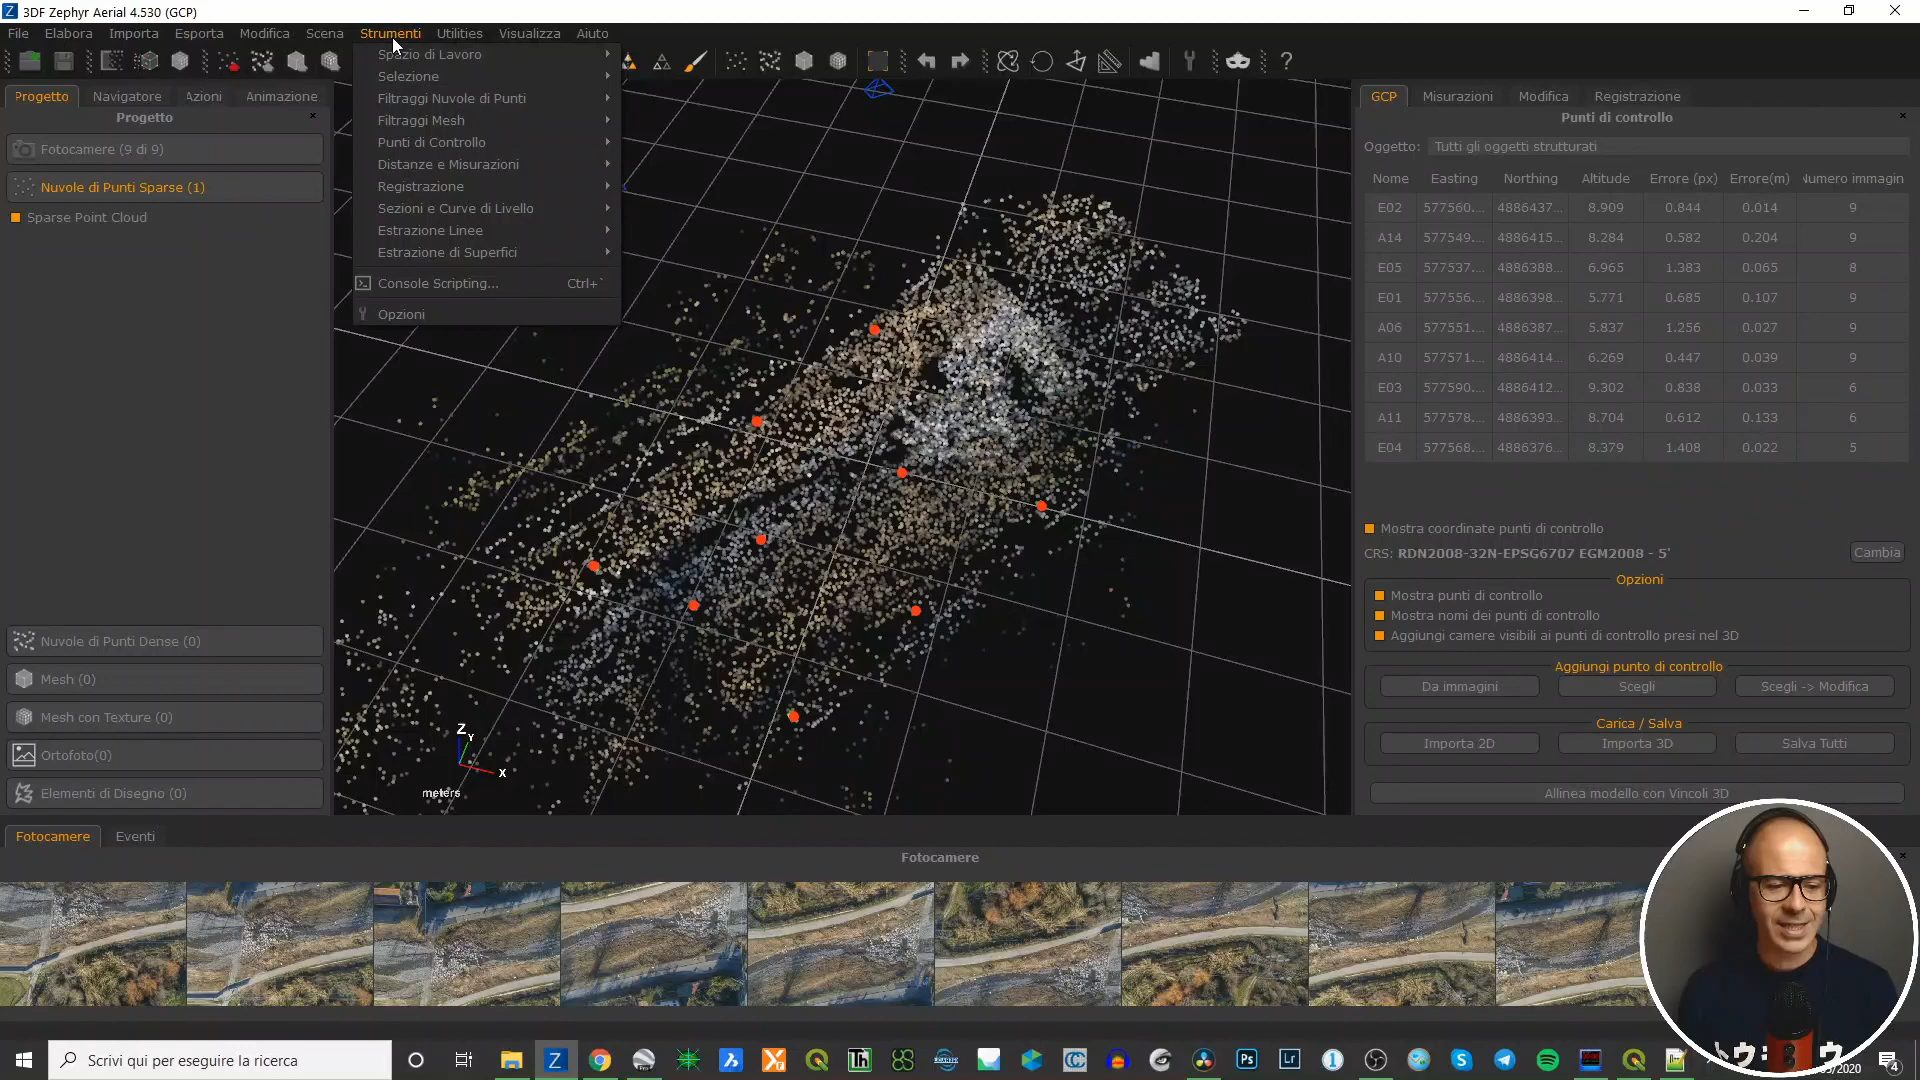 3DF Zephyr Aerial 4.530 (GCP)
File Elabora Importa Esporta Modifica Scena Strumenti Utilities Visualizza Aiuto
Spazio di Lavoro
Selezione
Filtraggi Nuvole di Punti
Filtraggi Mesh
Punti di Controllo
Distanze e Misurazioni
Registrazione
Sezioni e Curve di Livello
Estrazione Linee
Estrazione di Superfici
Console Scripting... Ctrl+`
Opzioni
Progetto Navigatore Azioni Animazione
Progetto
Fotocamere (9 di 9)
Nuvole di Punti Sparse (1)
Sparse Point Cloud
Nuvole di Punti Dense (0)
Mesh (0)
Mesh con Texture (0)
Ortofoto(0)
Elementi di Disegno (0)
Z
Y
X
meters
GCP Misurazioni Modifica Registrazione
Punti di controllo
Oggetto: Tutti gli oggetti strutturati
Nome Easting Northing Altitude Errore (px) Errore(m) Numero immagin
E02 577560.... 4886437... 8.909 0.844 0.014 9
A14 577549.... 4886415... 8.284 0.582 0.204 9
E05 577537.... 4886388... 6.965 1.383 0.065 8
E01 577556.... 4886398... 5.771 0.685 0.107 9
A06 577551.... 4886387... 5.837 1.256 0.027 9
A10 577571.... 4886414... 6.269 0.447 0.039 9
E03 577590.... 4886412... 9.302 0.838 0.033 6
A11 577578.... 4886393... 8.704 0.612 0.133 6
E04 577568.... 4886376... 8.379 1.408 0.022 5
Mostra coordinate punti di controllo
CRS: RDN2008-32N-EPSG6707 EGM2008 - 5' Cambia
Opzioni
Mostra punti di controllo
Mostra nomi dei punti di controllo
Aggiungi camere visibili ai punti di controllo presi nel 3D
Aggiungi punto di controllo
Da immagini Scegli Scegli -> Modifica
Carica / Salva
Importa 2D Importa 3D Salva Tutti
Allinea modello con Vincoli 3D
Fotocamere Eventi
Fotocamere
Scrivi qui per eseguire la ricerca
4